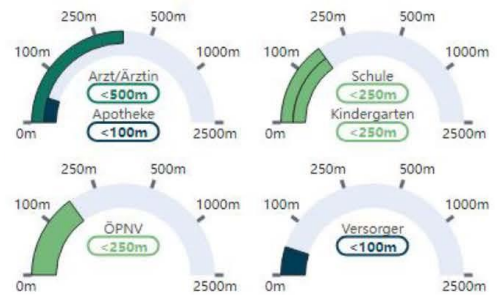 250m 500m
100m 1000m
Arzt/Ärztin
<500m
Apotheke
<100m
0m 2500m
250m 500m
100m 1000m
Schule
<250m
Kindergarten
<250m
0m 2500m
250m 500m
100m 1000m
ÖPNV
<250m
0m 2500m
250m 500m
100m 1000m
Versorger
<100m
0m 2500m